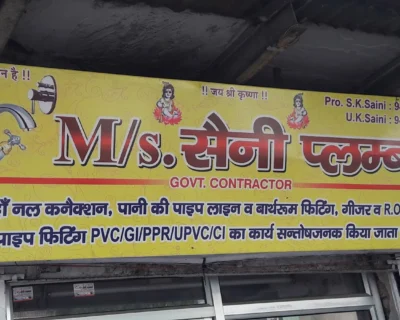 न है !!
!! जय श्री कृष्णा !!
Pro. S.K.Saini : 9
U.K.Saini : 9
M/s. सैनी प्लम्ब
GOVT. CONTRACTOR
हाँ नल कनैक्शन, पानी की पाइप लाइन व बाथरूम फिटिंग, गीजर व R.O
पाइप फिटिंग PVC/GI/PPR/UPVC/CI का कार्य सन्तोषजनक किया जाता